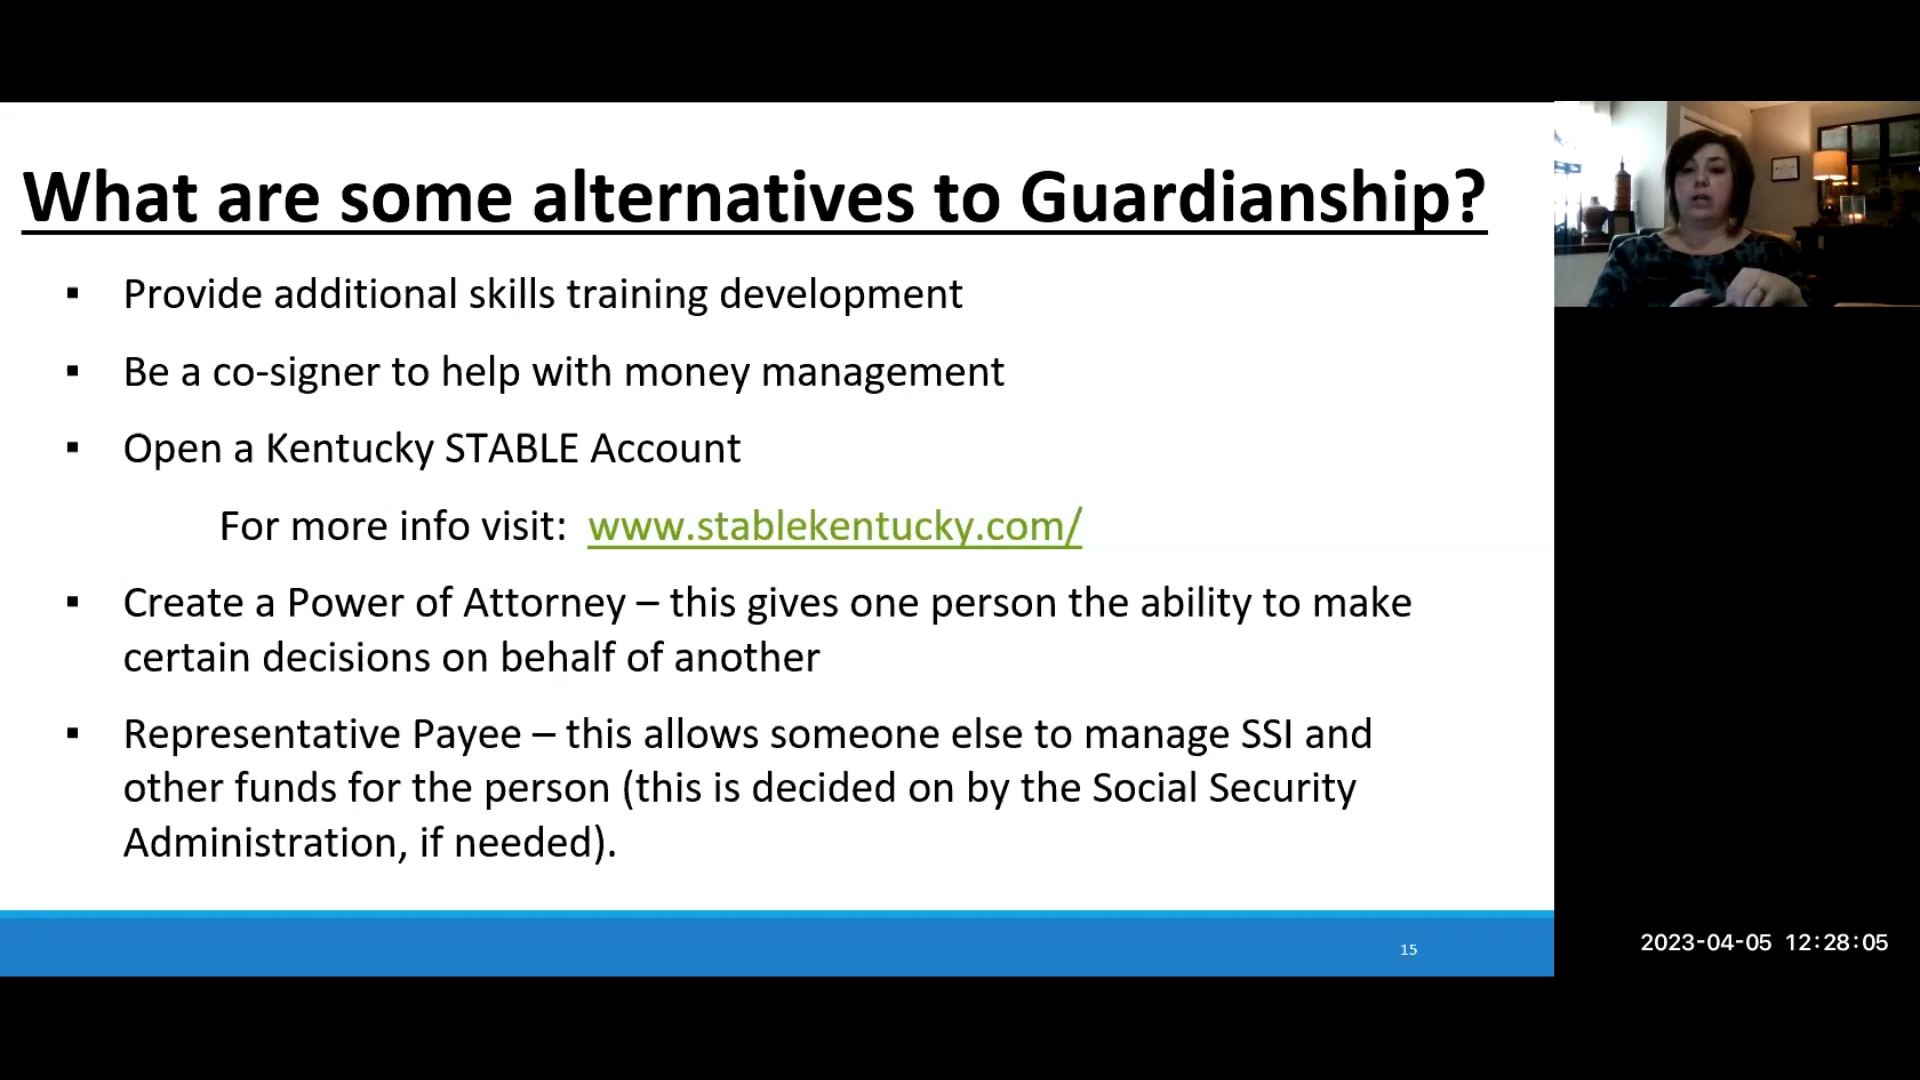 What are some alternatives to Guardianship?
▪ Provide additional skills training development
▪ Be a co-signer to help with money management
▪ Open a Kentucky STABLE Account
For more info visit: www.stablekentucky.com/
▪ Create a Power of Attorney – this gives one person the ability to make
certain decisions on behalf of another
▪ Representative Payee – this allows someone else to manage SSI and
other funds for the person (this is decided on by the Social Security
Administration, if needed).
15
2023-04-05 12:28:05